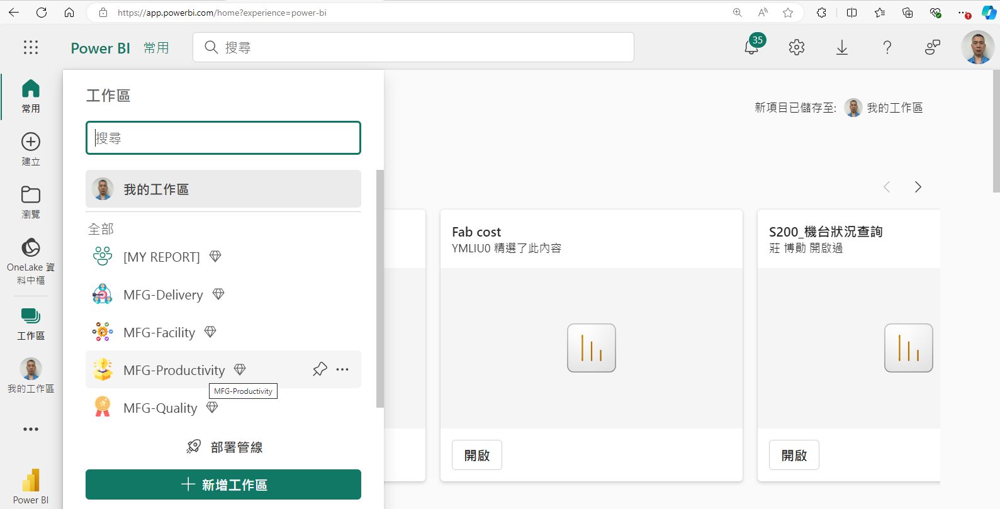 https://app.powerbi.com/home?experience=power-bi
Power BI 常用
搜尋
35
常用
建立
瀏覽
OneLake 資
料中樞
工作區
我的工作區
Power BI
工作區
搜尋
我的工作區
全部
[MY REPORT]
MFG-Delivery
MFG-Facility
MFG-Productivity
MFG-Productivity
MFG-Quality
部署管線
新增工作區
新項目已儲存至: 我的工作區
Fab cost
YMLIU0 精選了此內容
開啟
S200_機台狀況查詢
莊 博勛 開啟過
開啟